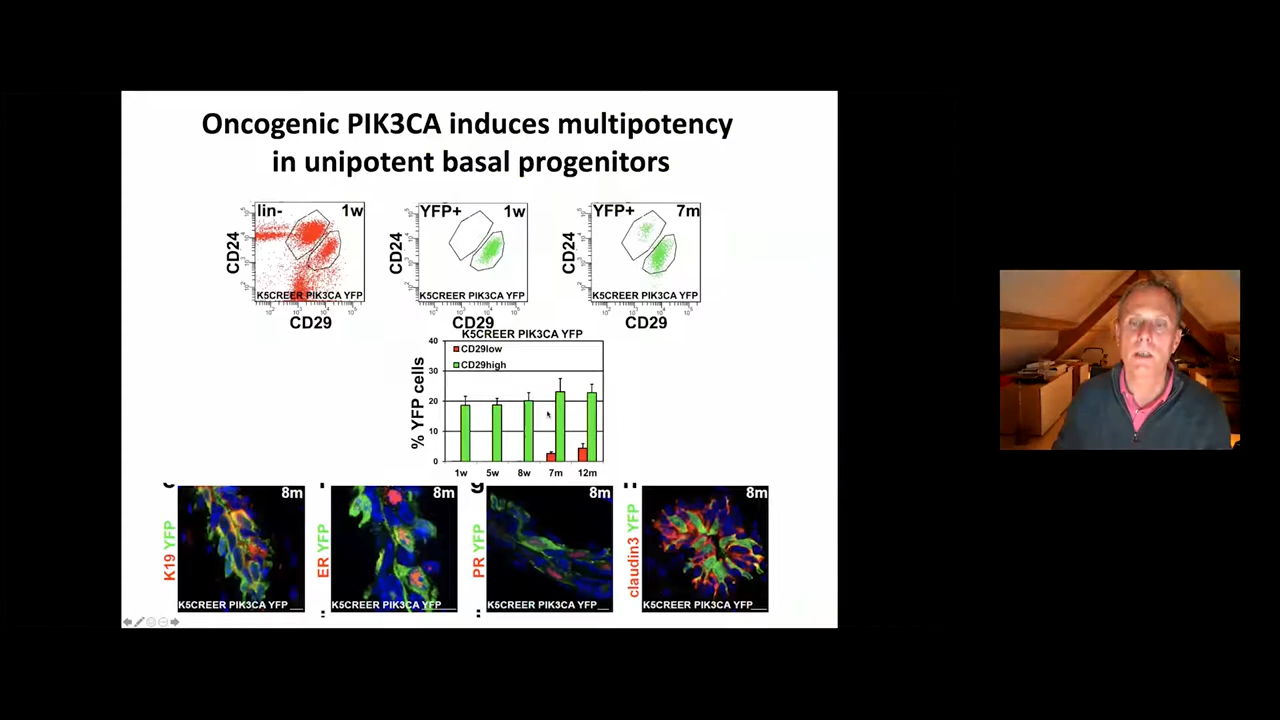 Oncogenic PIK3CA induces multipotency
in unipotent basal progenitors
lin- 1w
CD24
K5CREER PIK3CA YFP
CD29
YFP+ 1w
CD24
K5CREER PIK3CA YFP
CD29
YFP+ 7m
CD24
K5CREER PIK3CA YFP
CD29
K5CREER PIK3CA YFP
% YFP cells
40
30
20
10
0
CD29low
CD29high
1w 5w 8w 7m 12m
K19 YFP
8m
K5CREER PIK3CA YFP
ER YFP
8m
K5CREER PIK3CA YFP
PR YFP
8m
K5CREER PIK3CA YFP
claudin3 YFP
8m
K5CREER PIK3CA YFP